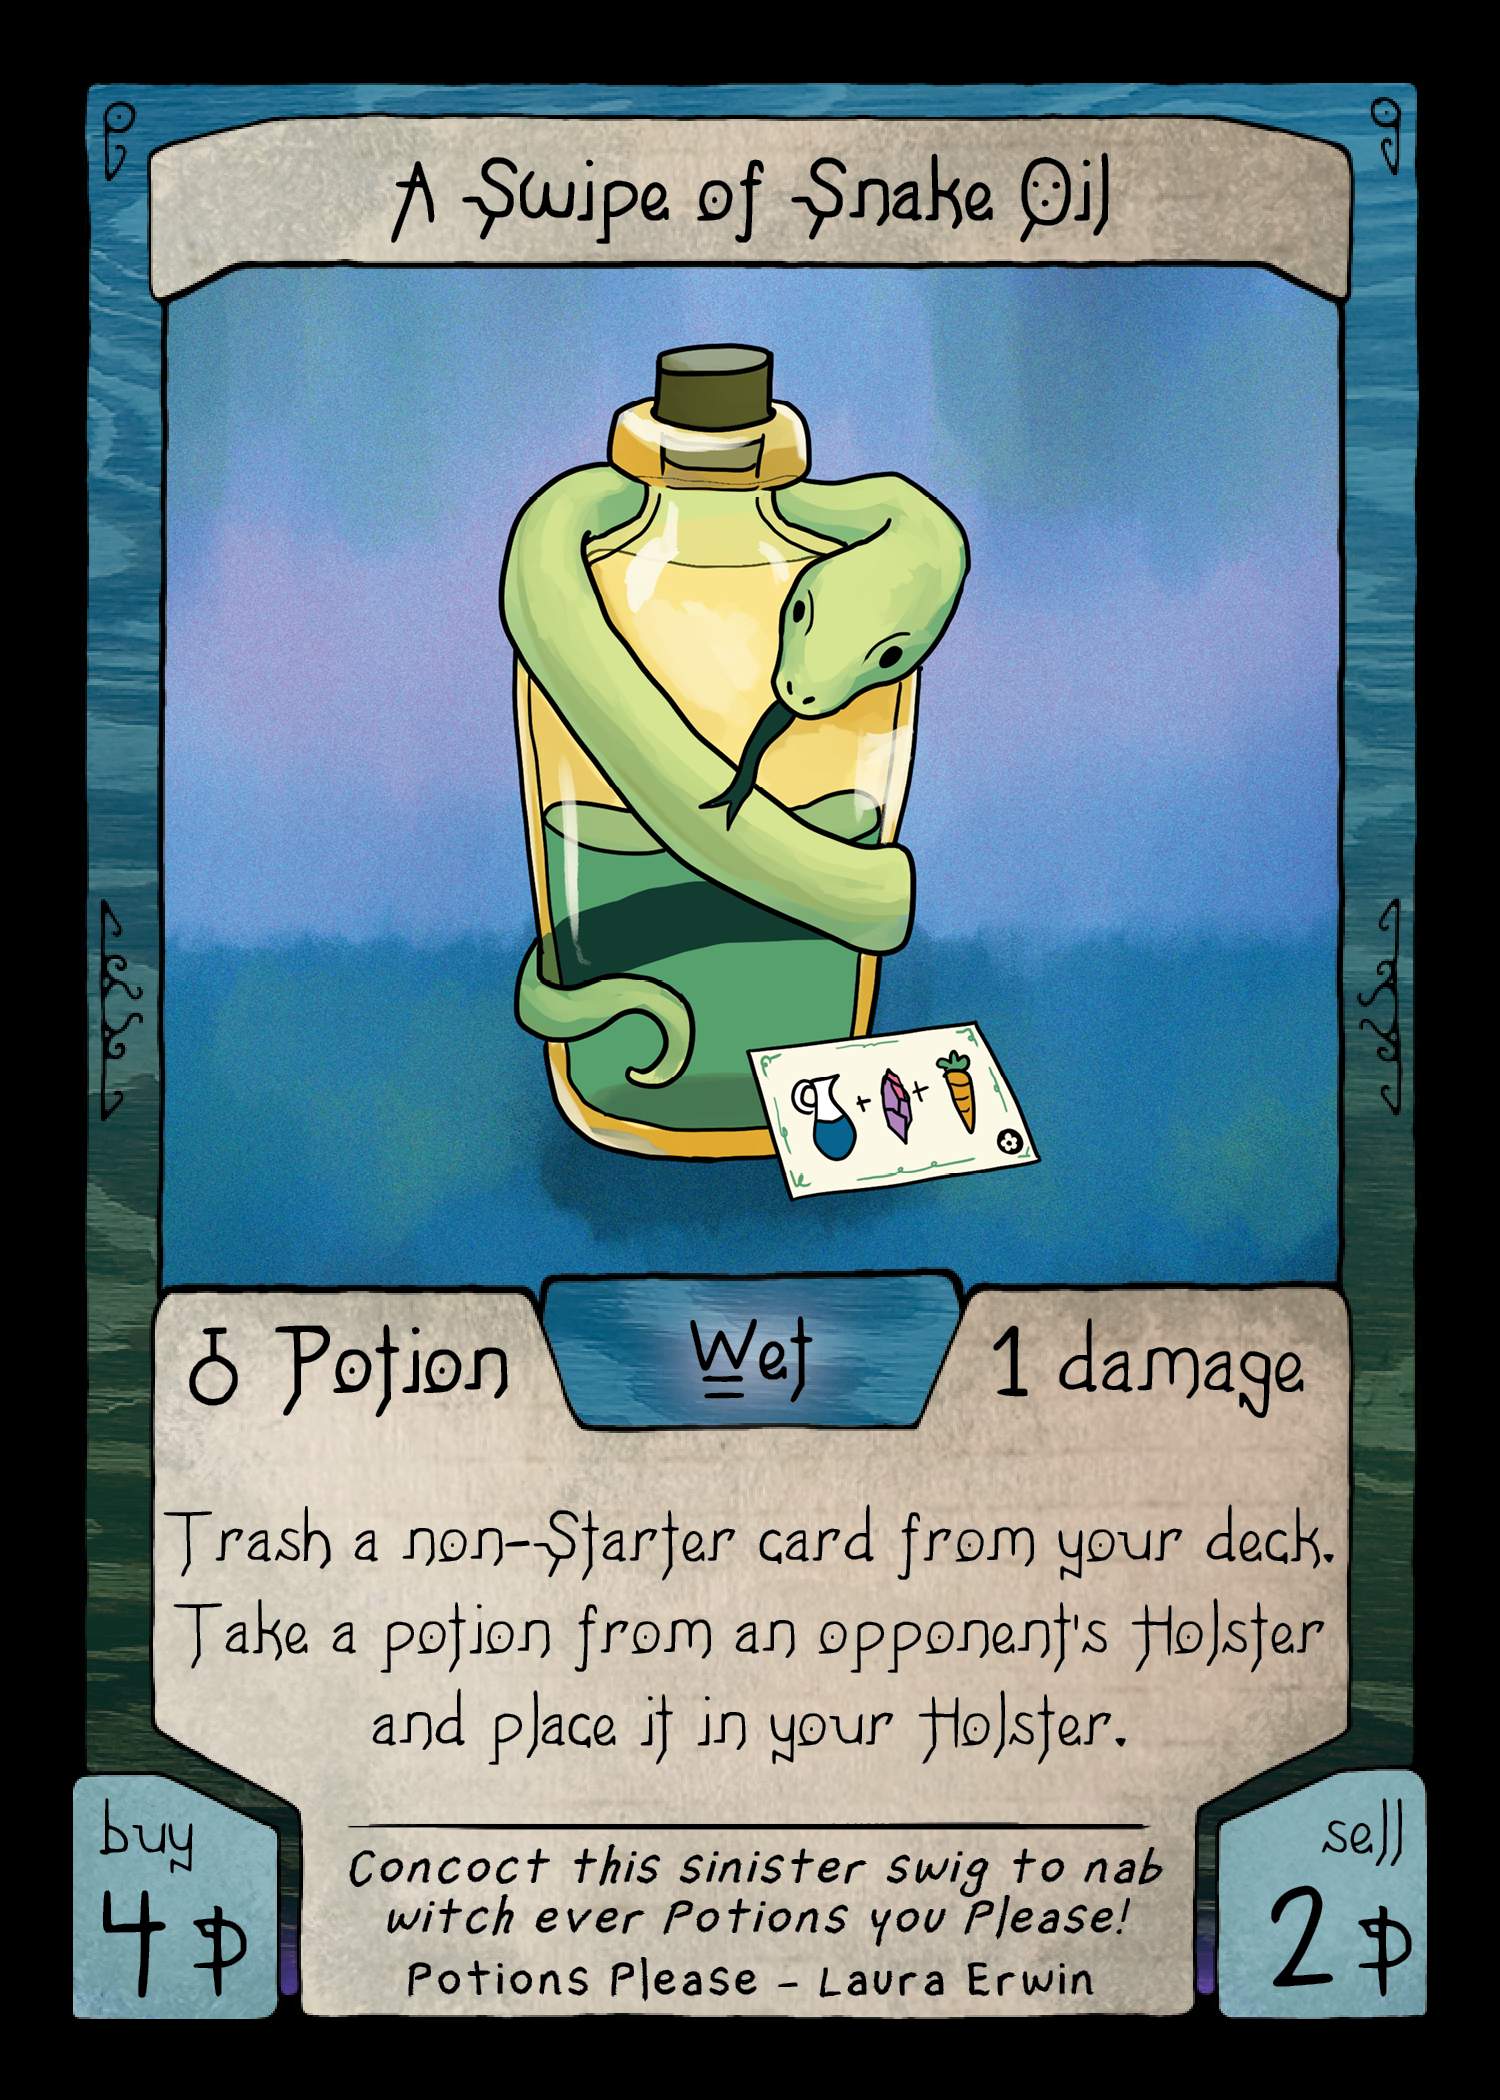 A Swipe of Snake Oil
Potion
Wet
1 damage
Trash a non-Starter card from your deck.
Take a potion from an opponent's Holster
and place it in your Holster.
buy
4
sell
2
Concoct this sinister swig to nab
witch ever Potions you Please!
Potions Please - Laura Erwin